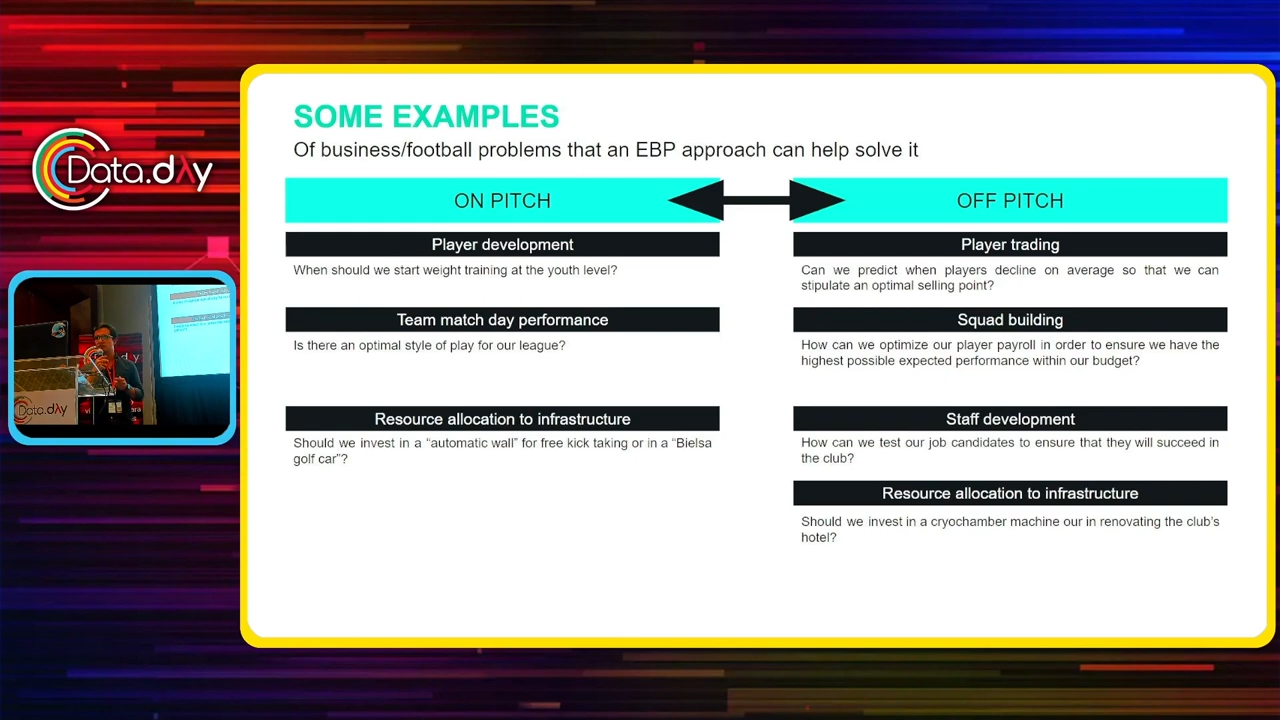 Data.dλy
SOME EXAMPLES
Of business/football problems that an EBP approach can help solve it
ON PITCH
Player development
When should we start weight training at the youth level?
Team match day performance
Is there an optimal style of play for our league?
Resource allocation to infrastructure
Should we invest in a “automatic wall” for free kick taking or in a “Bielsa
golf car”?
OFF PITCH
Player trading
Can we predict when players decline on average so that we can
stipulate an optimal selling point?
Squad building
How can we optimize our player payroll in order to ensure we have the
highest possible expected performance within our budget?
Staff development
How can we test our job candidates to ensure that they will succeed in
the club?
Resource allocation to infrastructure
Should we invest in a cryochamber machine our in renovating the club's
hotel?
Data.dλy